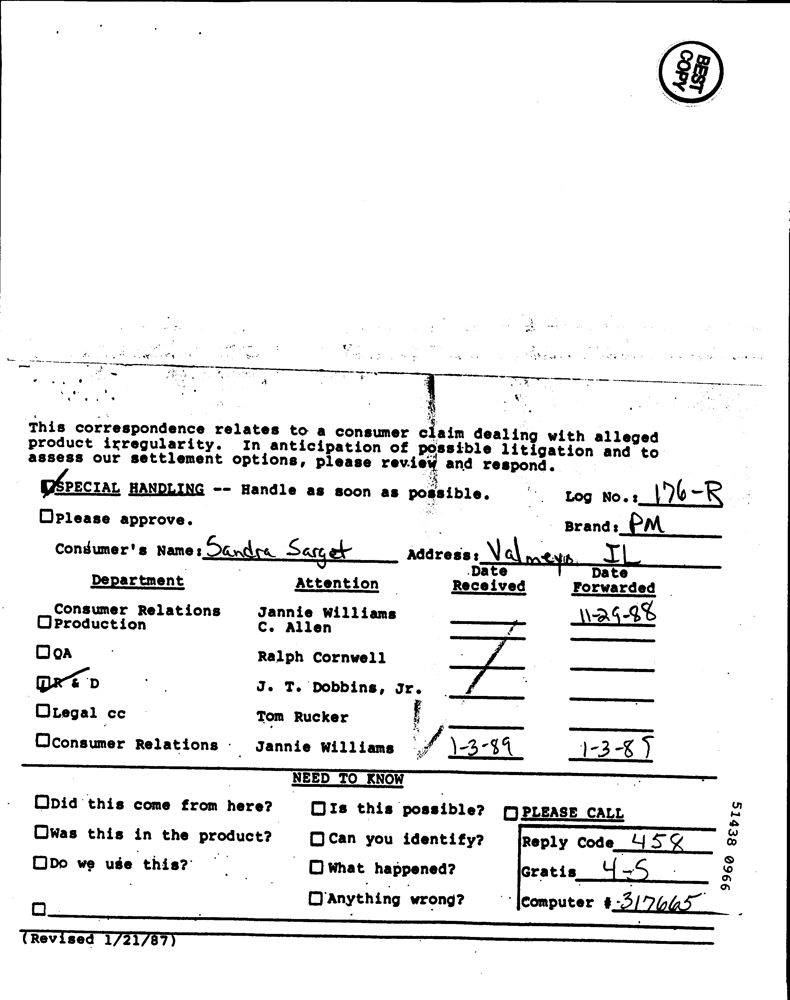 BEST
COPY
This correspondence relates to a consumer claim dealing with alleged
product irregularity. In anticipation of possible litigation and to
assess our settlement options, please review and respond.
☑SPECIAL HANDLING -- Handle as soon as possible. Log No.: 176-R
☐Please approve. Brand: PM
Consumer's Name: Sandra Sarget Address: Valmeyer IL
Department Attention Date Received Date Forwarded
Consumer Relations Jannie Williams 11-29-88
☐Production C. Allen
☐QA Ralph Cornwell
☑R & D J. T. Dobbins, Jr.
☐Legal cc Tom Rucker
☐Consumer Relations Jannie Williams 1-3-89 1-3-89
NEED TO KNOW
☐Did this come from here? ☐Is this possible? ☐PLEASE CALL
☐Was this in the product? ☐Can you identify? Reply Code 458
☐Do we use this? ☐What happened? Gratis 4-S
☐ ☐Anything wrong? Computer # 317665
(Revised 1/21/87)
51438 0966